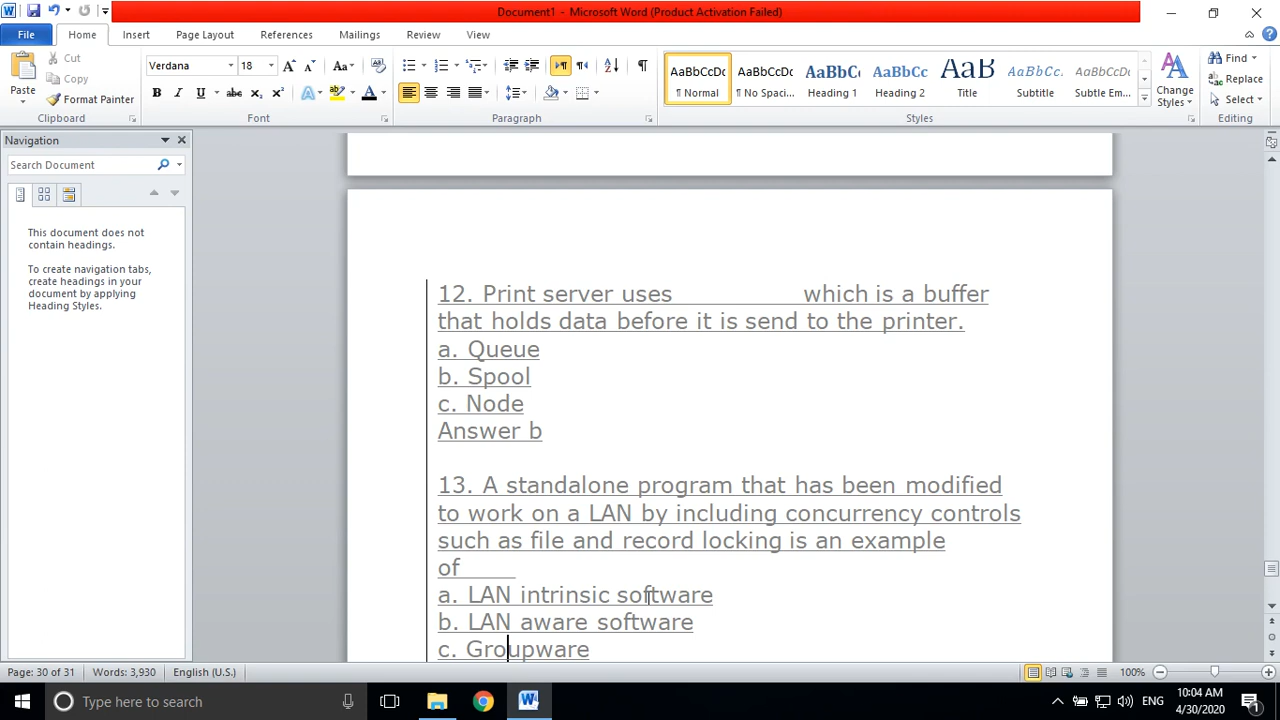 Document1 - Microsoft Word (Product Activation Failed)
File Home Insert Page Layout References Mailings Review View
Paste
Cut
Copy
Format Painter
Clipboard
Verdana 18
Font
Paragraph
AaBbCcDc AaBbCcDc AaBbCc AaBbCc AaB AaBbCc. AaBbCcDc
¶ Normal ¶ No Spaci... Heading 1 Heading 2 Title Subtitle Subtle Em...
Change Styles
Styles
Find
Replace
Select
Editing
Navigation
Search Document
This document does not
contain headings.
To create navigation tabs,
create headings in your
document by applying
Heading Styles.
12. Print server uses ________ which is a buffer
that holds data before it is send to the printer.
a. Queue
b. Spool
c. Node
Answer b
13. A standalone program that has been modified
to work on a LAN by including concurrency controls
such as file and record locking is an example
of____
a. LAN intrinsic software
b. LAN aware software
c. Groupware
Page: 30 of 31 Words: 3,930 English (U.S.) 100%
Type here to search
ENG
10:04 AM
4/30/2020
1